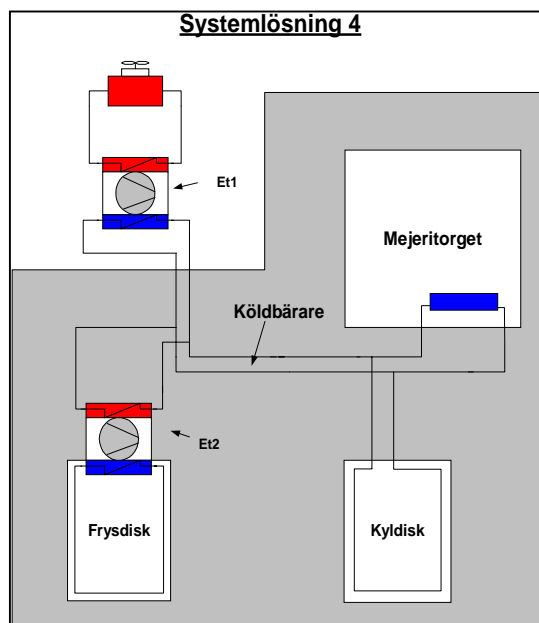 Systemlösning 4
Et1
Mejeritorget
Köldbärare
Et2
Frysdisk
Kyldisk